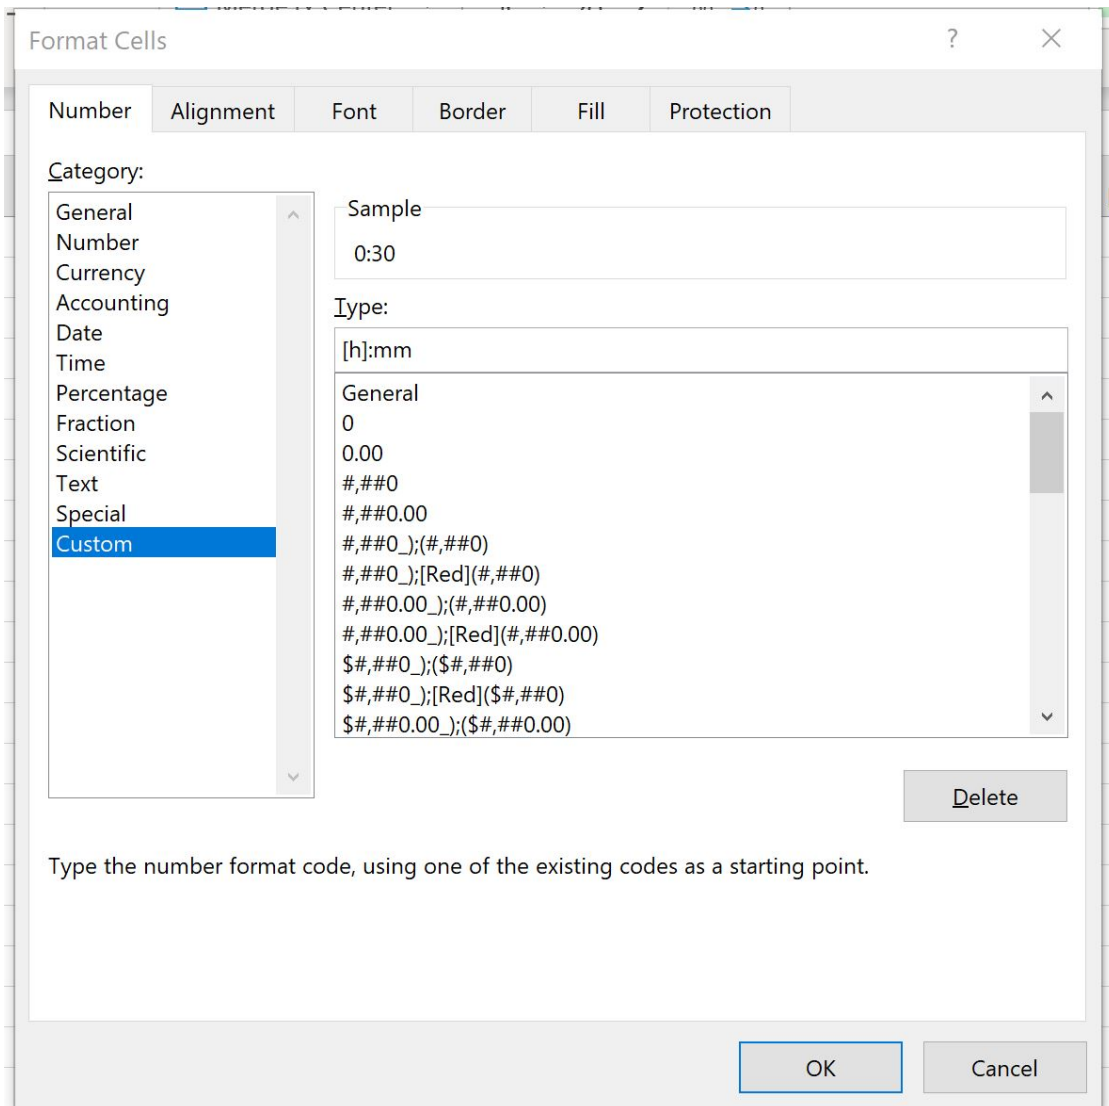 Format Cells
?
Number Alignment Font Border Fill Protection
Category:
General
Number
Currency
Accounting
Date
Time
Percentage
Fraction
Scientific
Text
Special
Custom
Sample
0:30
Type:
[h]:mm
General
0
0.00
#,##0
#,##0.00
#,##0_);(#,##0)
#,##0_);[Red](#,##0)
#,##0.00_);(#,##0.00)
#,##0.00_);[Red](#,##0.00)
$#,##0_);($#,##0)
$#,##0_);[Red]($#,##0)
$#,##0.00_);($#,##0.00)
Delete
Type the number format code, using one of the existing codes as a starting point.
OK Cancel